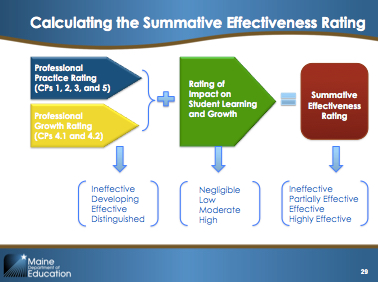 Calculating the Summative Effectiveness Rating
Professional
Practice Rating
(CPs 1, 2, 3, and 5)
Professional
Growth Rating
(CPs 4.1 and 4.2)
Rating of
Impact on
Student Learning
and Growth
Summative
Effectiveness
Rating
Ineffective
Developing
Effective
Distinguished
Negligible
Low
Moderate
High
Ineffective
Partially Effective
Effective
Highly Effective
Maine
Department of
Education
29